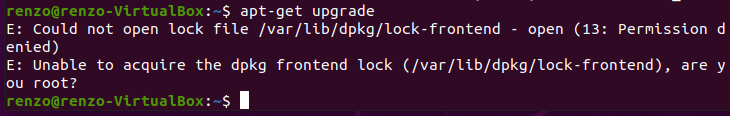 renzo@renzo-VirtualBox:~$ apt-get upgrade
E: Could not open lock file /var/lib/dpkg/lock-frontend - open (13: Permission d
enied)
E: Unable to acquire the dpkg frontend lock (/var/lib/dpkg/lock-frontend), are y
ou root?
renzo@renzo-VirtualBox:~$